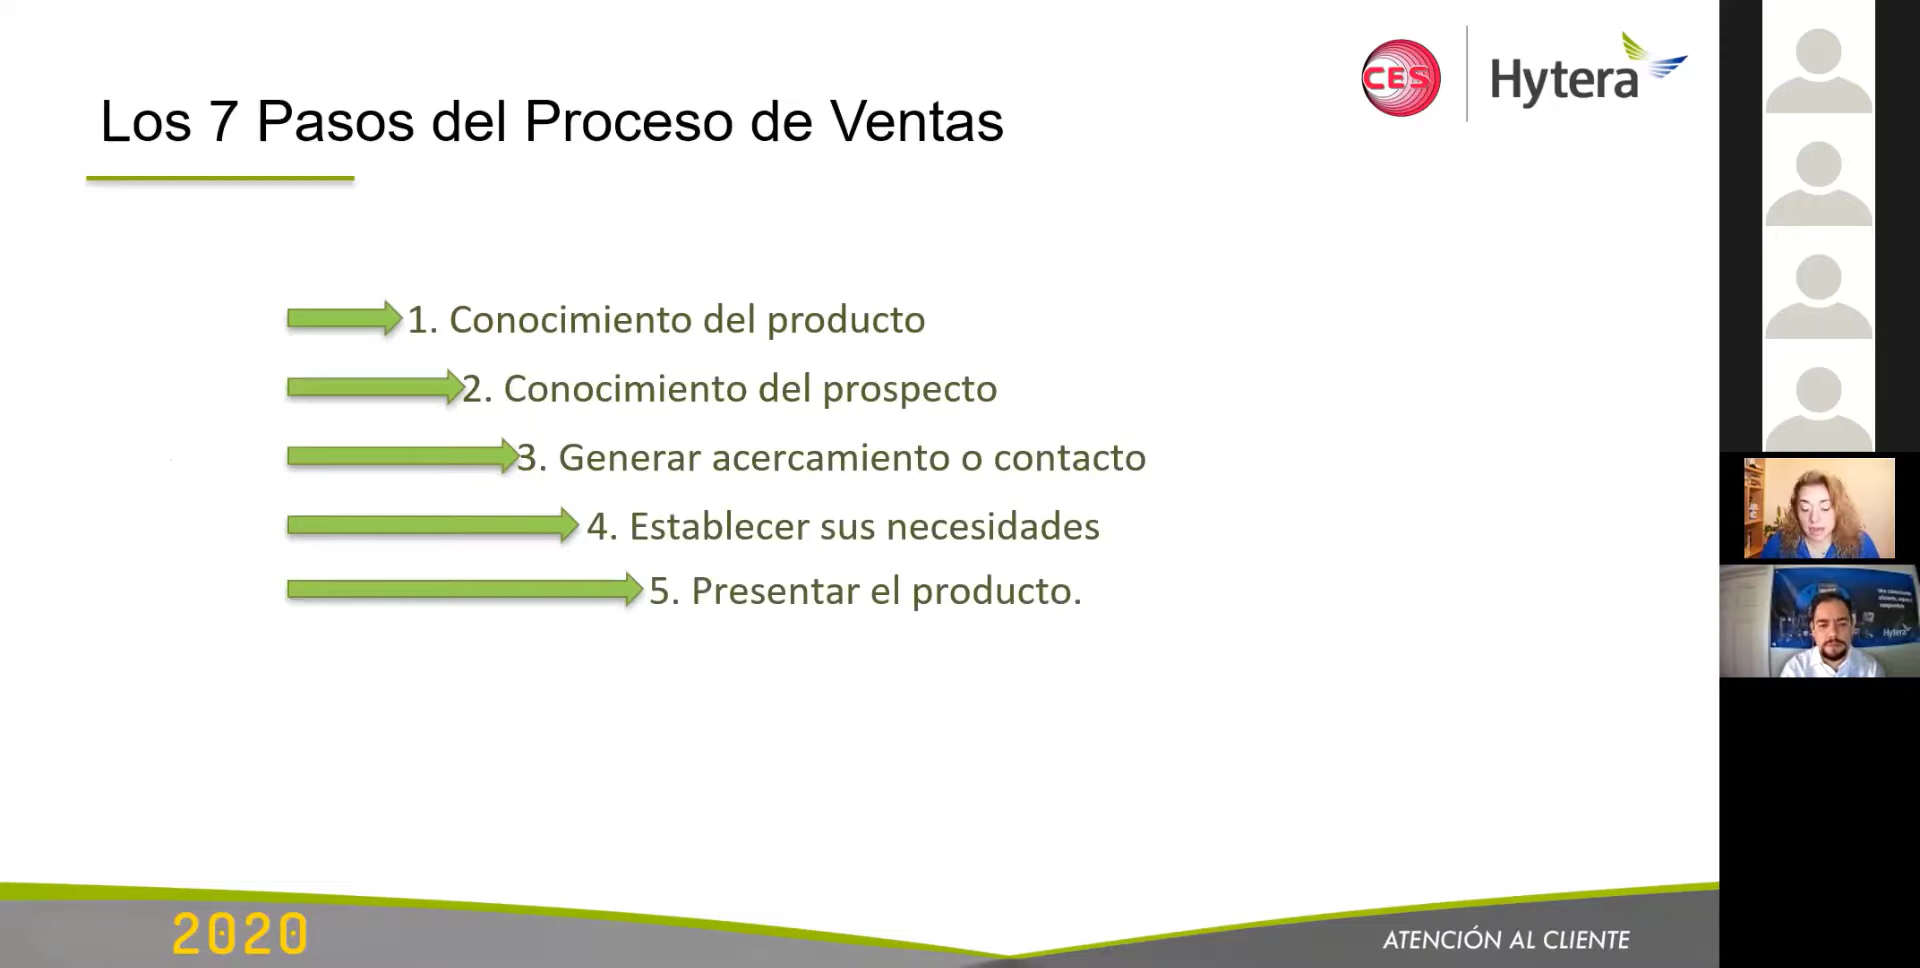 CES
Hytera
Los 7 Pasos del Proceso de Ventas
1. Conocimiento del producto
2. Conocimiento del prospecto
3. Generar acercamiento o contacto
4. Establecer sus necesidades
5. Presentar el producto.
Hytera
2020
ATENCIÓN AL CLIENTE